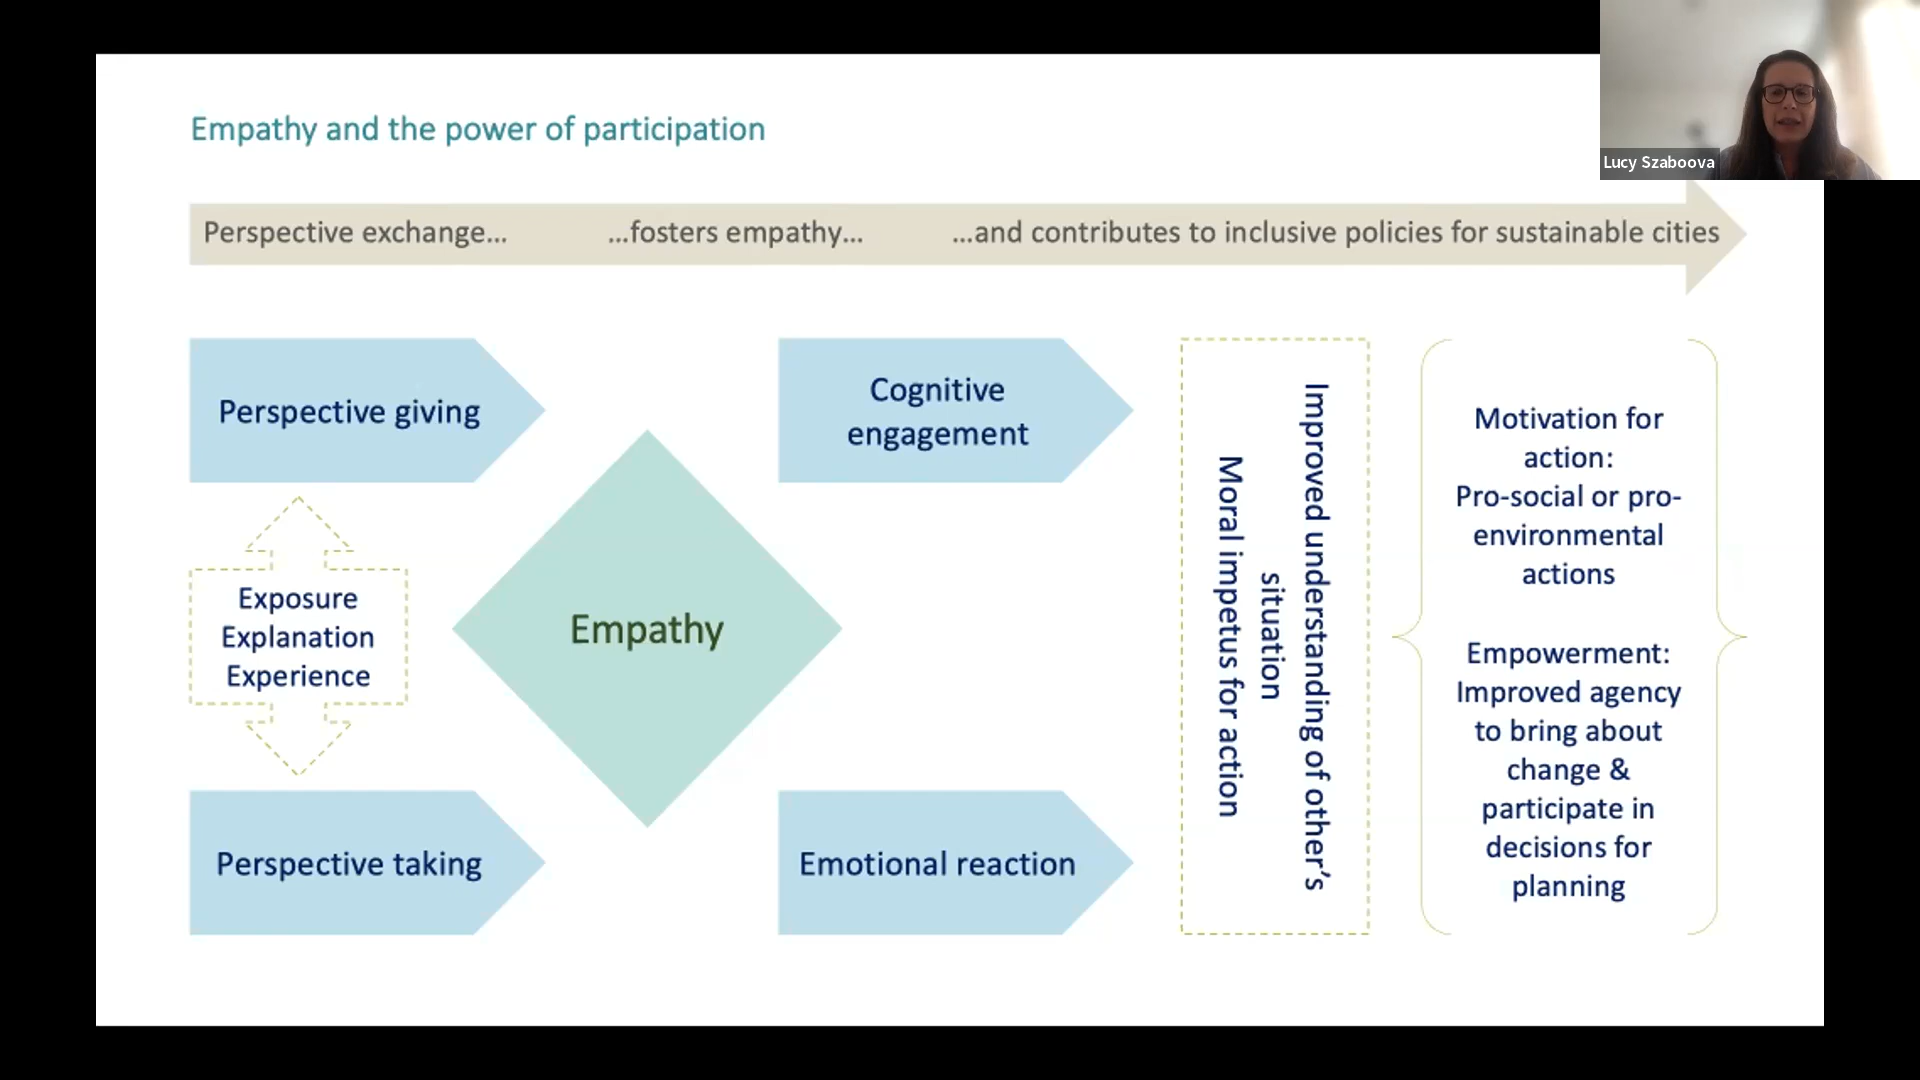 Empathy and the power of participation
Lucy Szaboova
Perspective exchange... ...fosters empathy... ...and contributes to inclusive policies for sustainable cities
Perspective giving
Exposure
Explanation
Experience
Perspective taking
Empathy
Cognitive
engagement
Emotional reaction
Improved understanding of other's
situation
Moral impetus for action
Motivation for
action:
Pro-social or pro-
environmental
actions
Empowerment:
Improved agency
to bring about
change &
participate in
decisions for
planning